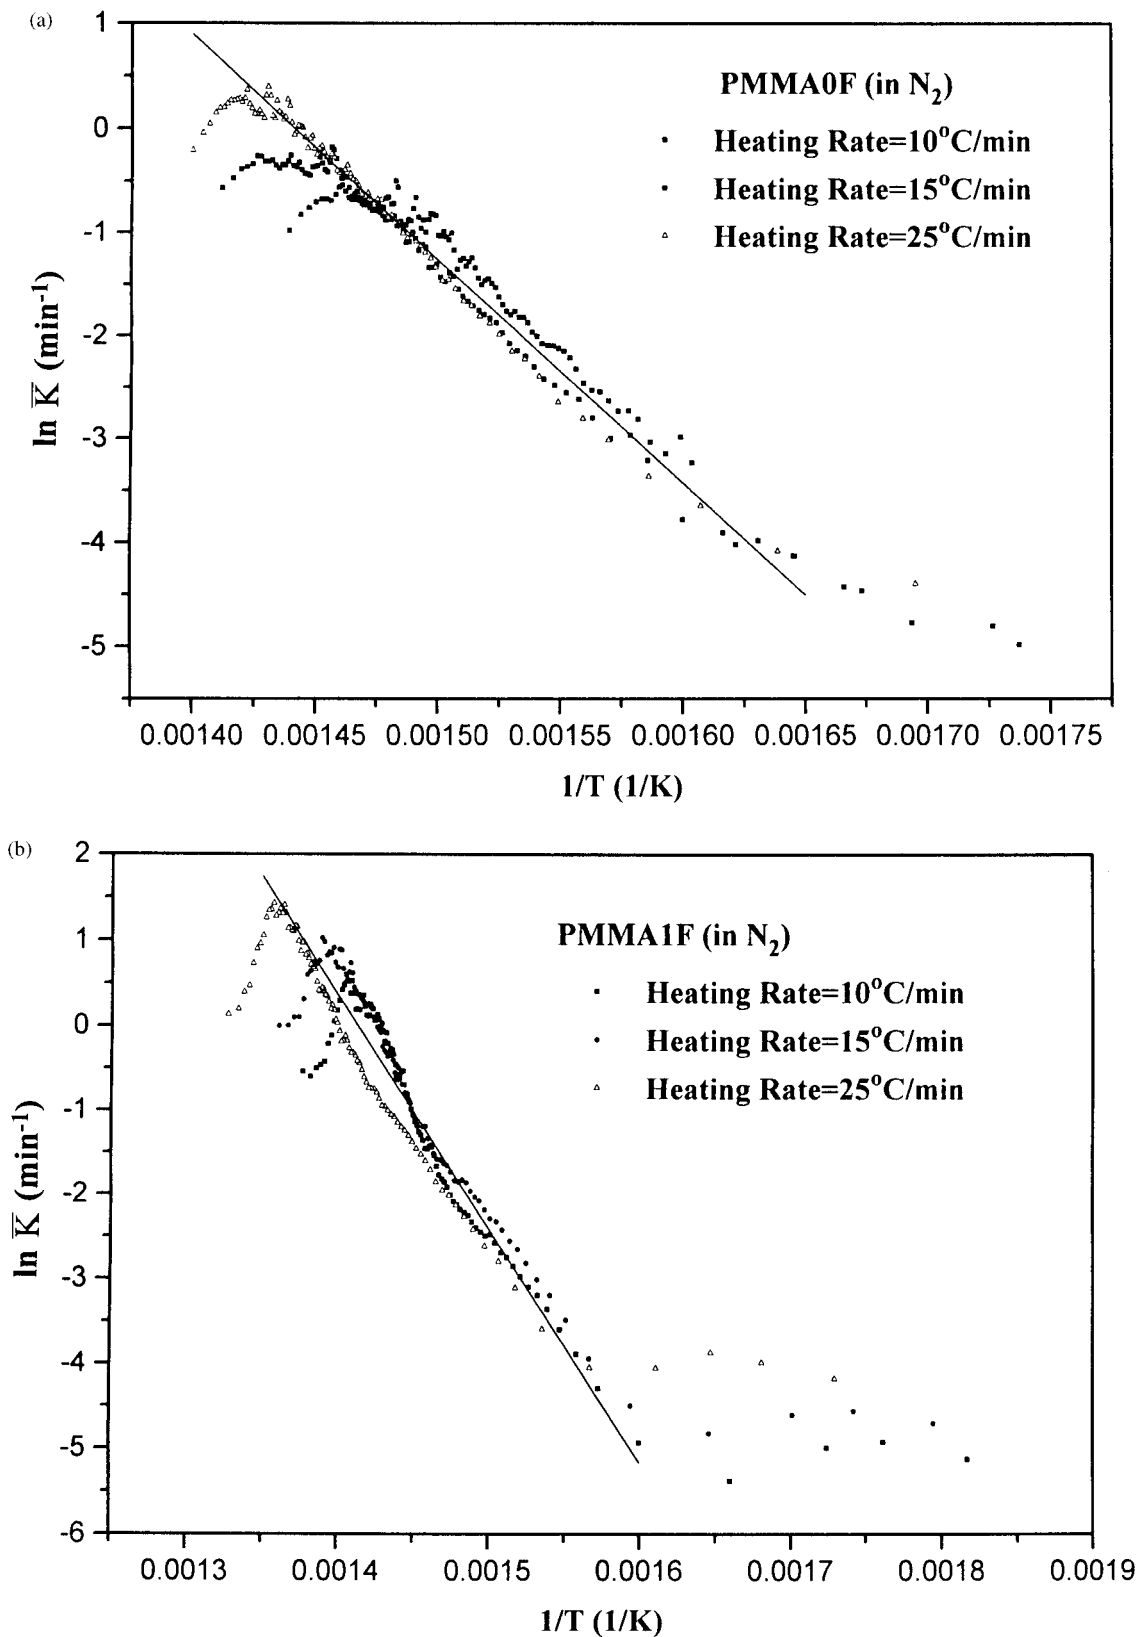 (a)
1
0
-1
-2
-3
-4
-5
ln K̅ (min⁻¹)
PMMA0F (in N₂)
Heating Rate=10°C/min
Heating Rate=15°C/min
Heating Rate=25°C/min
0.00140 0.00145 0.00150 0.00155 0.00160 0.00165 0.00170 0.00175
1/T (1/K)
(b)
2
1
0
-1
-2
-3
-4
-5
-6
ln K̅ (min⁻¹)
PMMA1F (in N₂)
Heating Rate=10°C/min
Heating Rate=15°C/min
Heating Rate=25°C/min
0.0013 0.0014 0.0015 0.0016 0.0017 0.0018 0.0019
1/T (1/K)